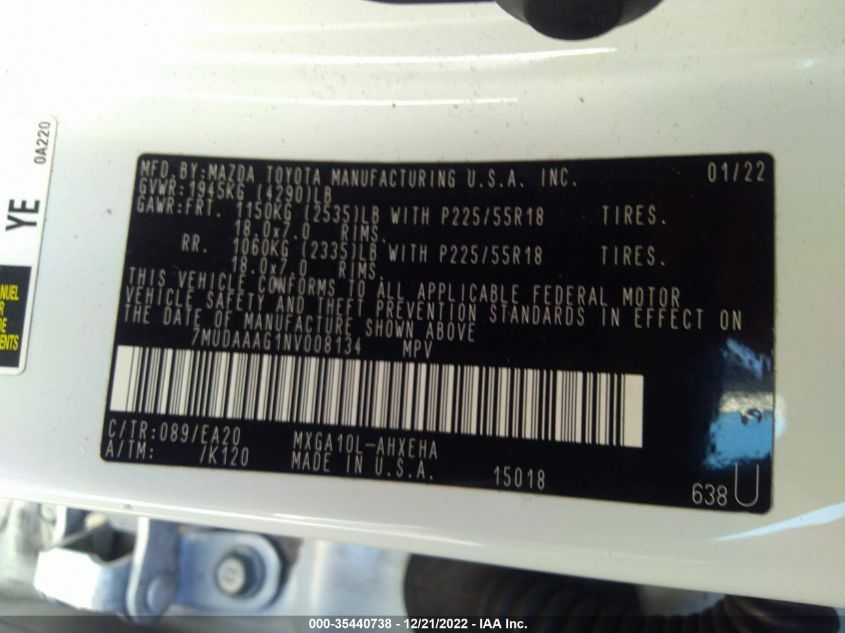 0A220
YE
NUEL
R
DE
ENTS
MFD.BY:MAZDA TOYOTA MANUFACTURING U.S.A. INC. 01/22
GVWR:1945KG (4290)LB
GAWR:FRT. 1150KG (2535)LB WITH P225/55R18 TIRES.
18.0x7.0 RIMS.
RR. 1060KG (2335)LB WITH P225/55R18 TIRES.
18.0x7.0 RIMS.
THIS VEHICLE CONFORMS TO ALL APPLICABLE FEDERAL MOTOR
VEHICLE SAFETY AND THEFT PREVENTION STANDARDS IN EFFECT ON
THE DATE OF MANUFACTURE SHOWN ABOVE
7MUDAAAG1NV008134 MPV
C/TR:089/EA20 MXGA10L-AHXEHA
A/TM: /K120 MADE IN U.S.A. 15018
638 U
000-35440738 - 12/21/2022 - IAA Inc.